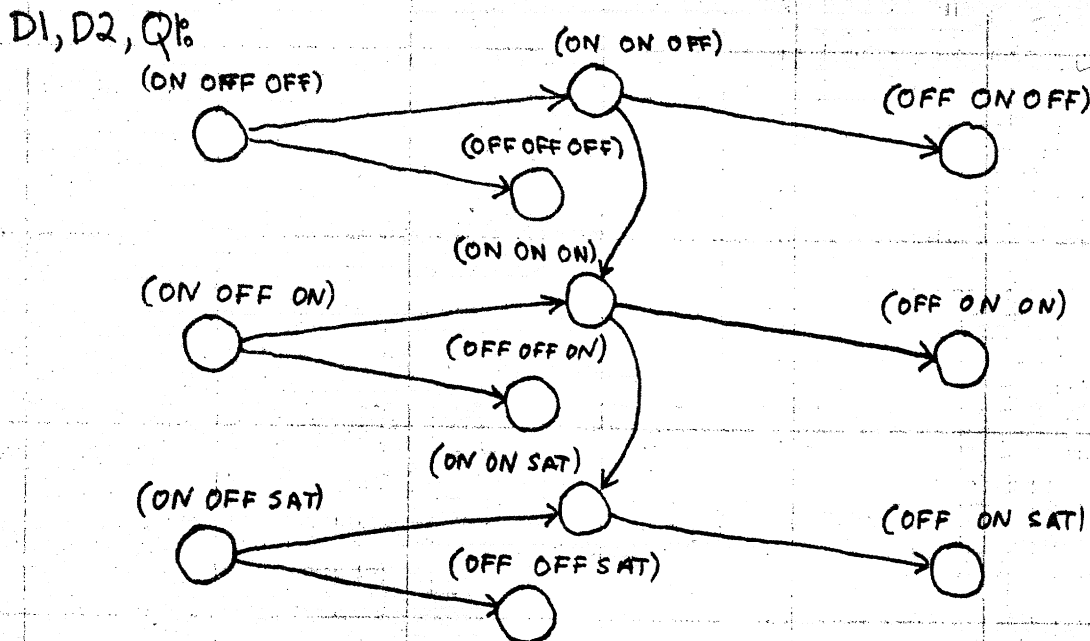 D1, D2, Q1:
(ON ON OFF)
(ON OFF OFF)
(OFF ON OFF)
(OFF OFF OFF)
(ON ON ON)
(ON OFF ON)
(OFF ON ON)
(OFF OFF ON)
(ON ON SAT)
(ON OFF SAT)
(OFF ON SAT)
(OFF OFF SAT)